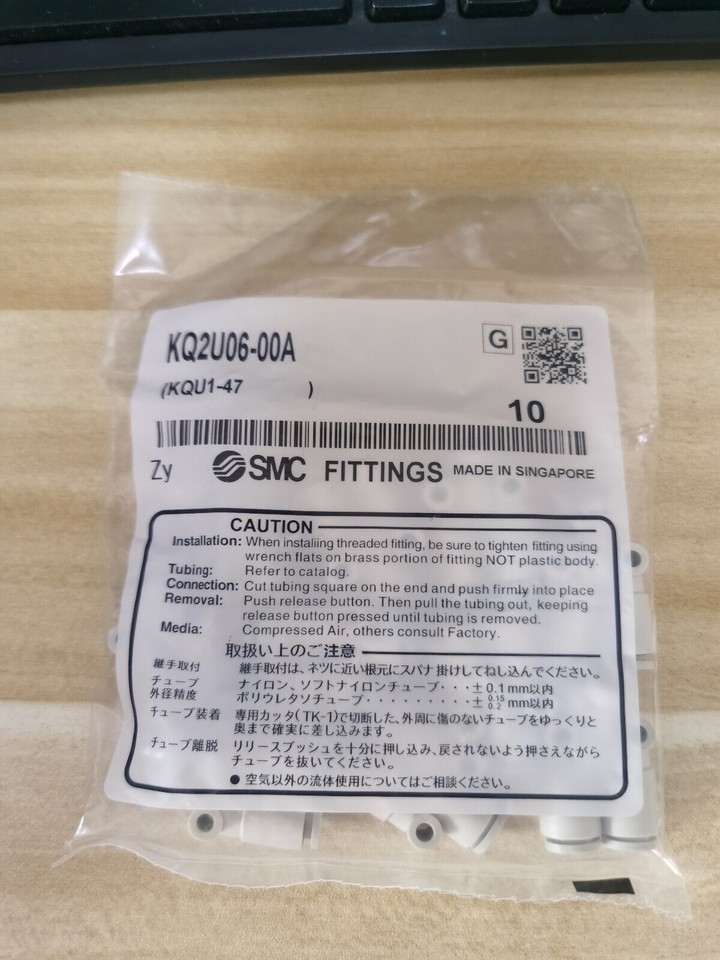 KQ2U06-00A
G
(KQU1-47 )
10
Zy SMC FITTINGS MADE IN SINGAPORE
CAUTION
Installation: When instaliing threaded fitting, be sure to tighten fitting using
wrench flats on brass portion of fitting NOT plastic body.
Tubing: Refer to catalog.
Connection: Cut tubing square on the end and push firmly into place
Removal: Push release button. Then pull the tubing out, keeping
release button pressed until tubing is removed.
Media: Compressed Air, others consult Factory.
取扱い上のご注意
継手取付 継手取付は、ネツに近い根元にスパナ掛けしてねじ込んでください。
チューブ ナイロン、ソフトナイロンチューブ・・・± 0.1 mm以内
外径精度 ポリウレタソチューブ・・・・・・・・・± 0.15 0.2 mm以内
チューブ装着 専用カッタ(TK-1)で切断した、外周に傷のないチューブをゆっくりと
奥まで確実に差し込みます。
チューブ離脱 リリースブッシュを十分に押し込み、戻されないよう押さえながら
チューブを抜いてください。
● 空気以外の流体使用についてはご相談ください。